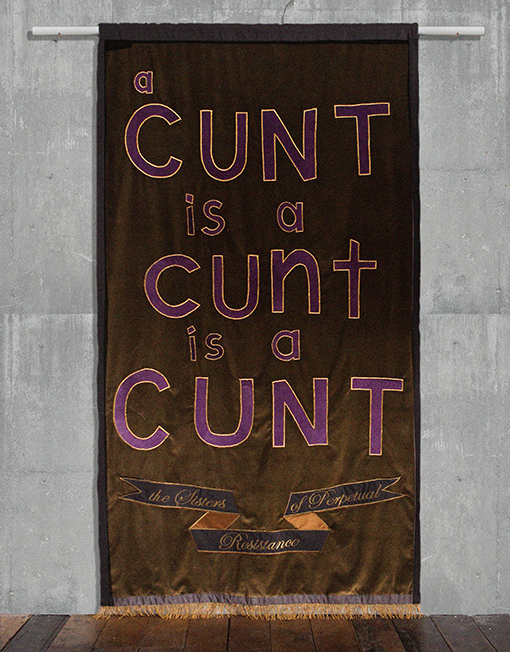 a
CUNT
is a
cunt
is a
CUNT
the Sisters of Perpetual
Resistance